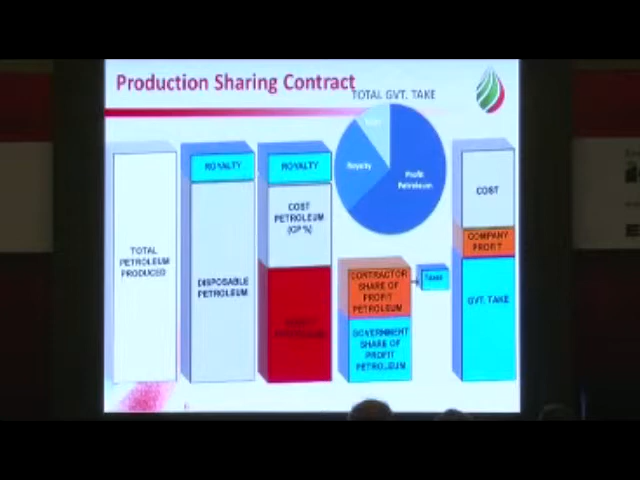 Production Sharing Contract
TOTAL GVT. TAKE
ROYALTY
ROYALTY
Royalty
Profit
Petroleum
COST
COST
PETROLEUM
(CP %)
COMPANY
PROFIT
TOTAL
PETROLEUM
PRODUCED
DISPOSABLE
PETROLEUM
CONTRACTOR
SHARE OF
PROFIT
PETROLEUM
Taxes
GVT. TAKE
GOVERNMENT
SHARE OF
PROFIT
PETROLEUM